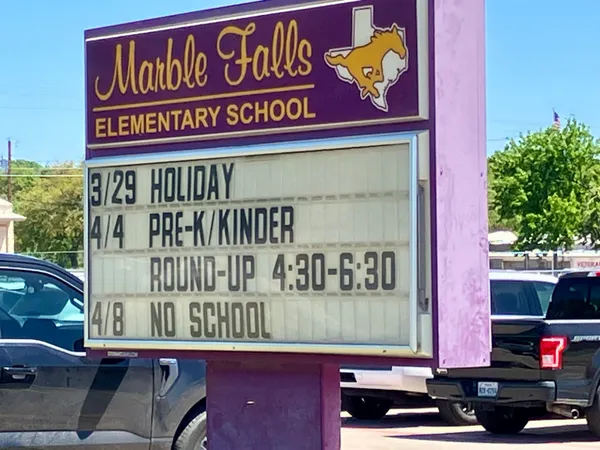 Marble Falls
ELEMENTARY SCHOOL
3/29 HOLIDAY
4/4 PRE-K/KINDER
ROUND-UP 4:30-6:30
4/8 NO SCHOOL